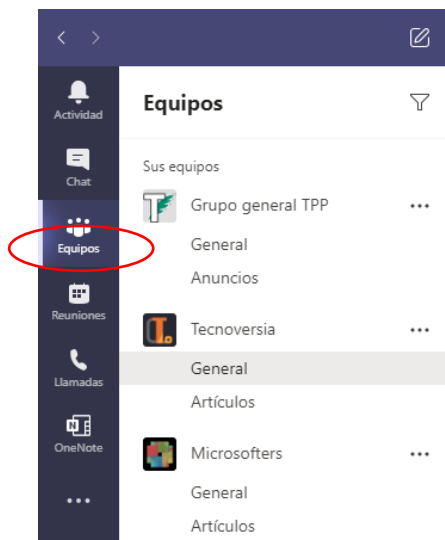 Actividad
Chat
Equipos
Reuniones
Llamadas
OneNote
Equipos
Sus equipos
Grupo general TPP
General
Anuncios
Tecnoversia
General
Artículos
Microsofters
General
Artículos